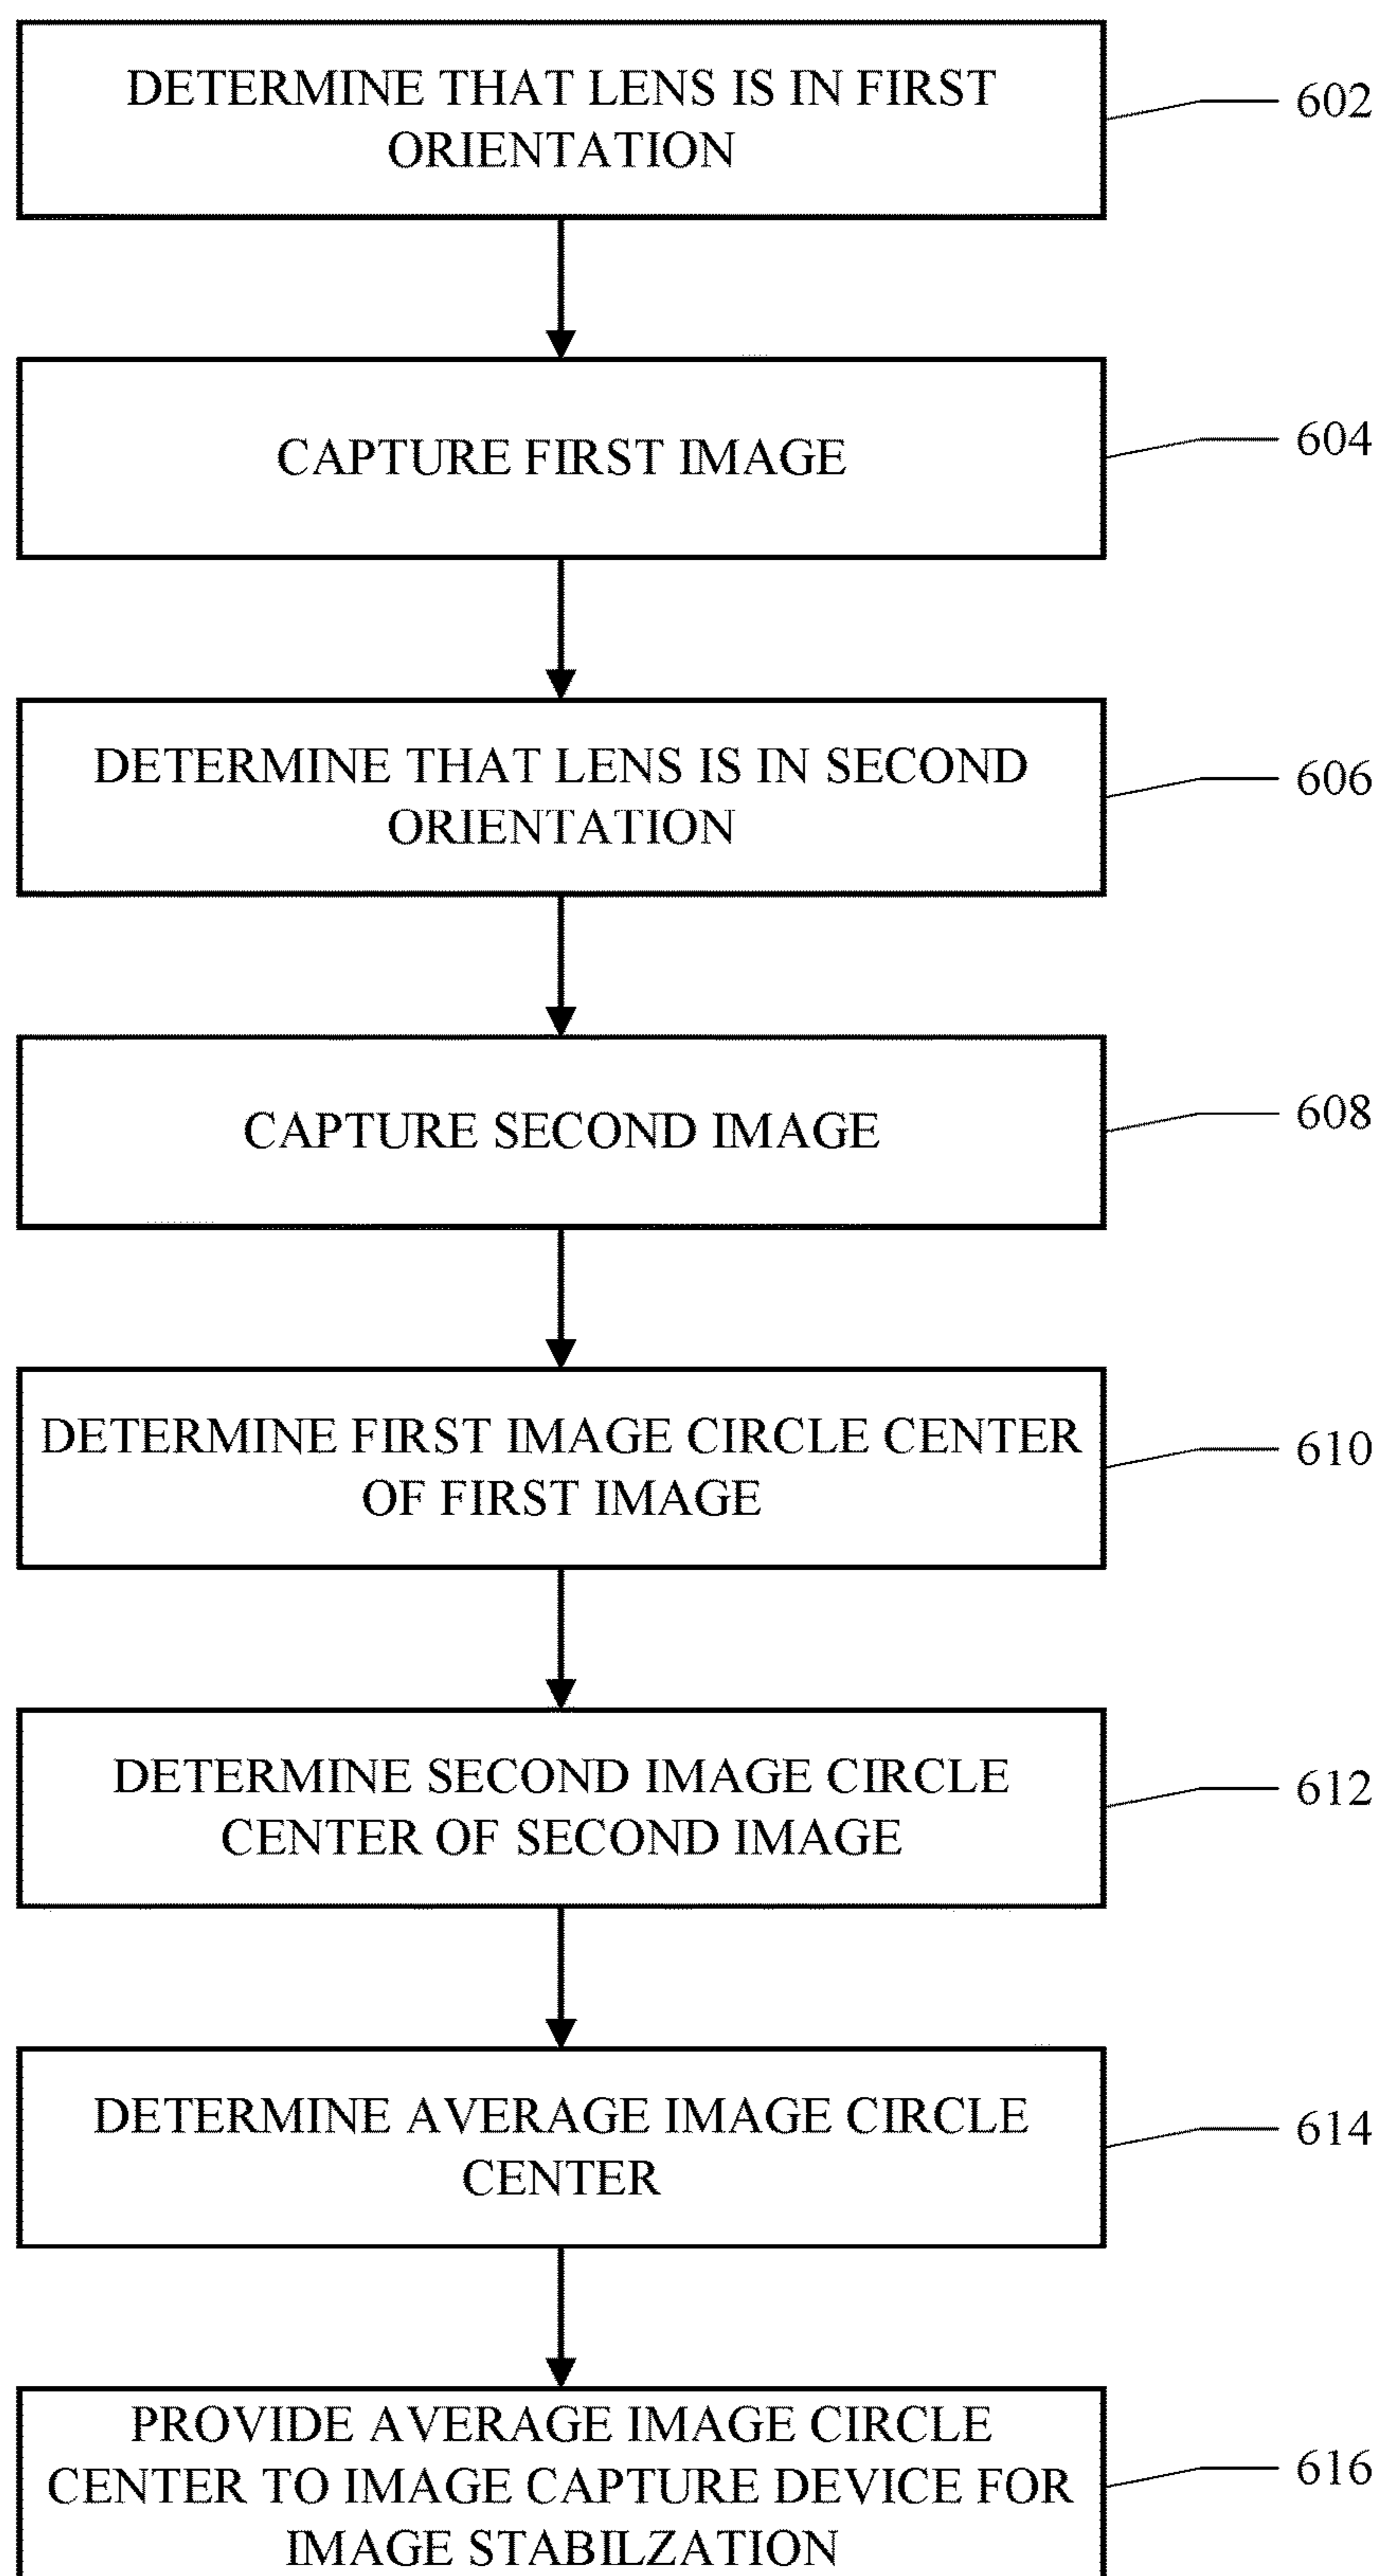 DETERMINE THAT LENS IS IN FIRST
ORIENTATION
602
CAPTURE FIRST IMAGE
604
DETERMINE THAT LENS IS IN SECOND
ORIENTATION
606
CAPTURE SECOND IMAGE
608
DETERMINE FIRST IMAGE CIRCLE CENTER
OF FIRST IMAGE
610
DETERMINE SECOND IMAGE CIRCLE
CENTER OF SECOND IMAGE
612
DETERMINE AVERAGE IMAGE CIRCLE
CENTER
614
PROVIDE AVERAGE IMAGE CIRCLE
CENTER TO IMAGE CAPTURE DEVICE FOR
IMAGE STABILZATION
616